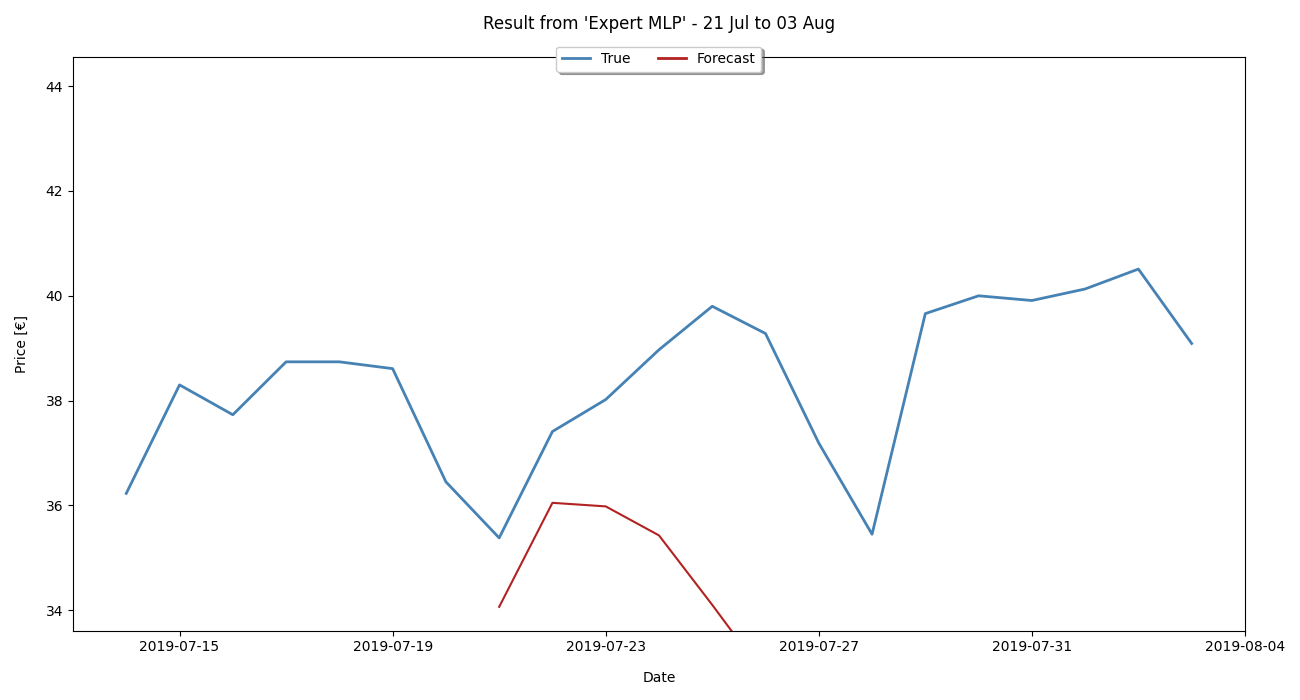 Result from 'Expert MLP' - 21 Jul to 03 Aug
True Forecast
44
42
40
38
36
34
Price [€]
2019-07-15 2019-07-19 2019-07-23 2019-07-27 2019-07-31 2019-08-04
Date